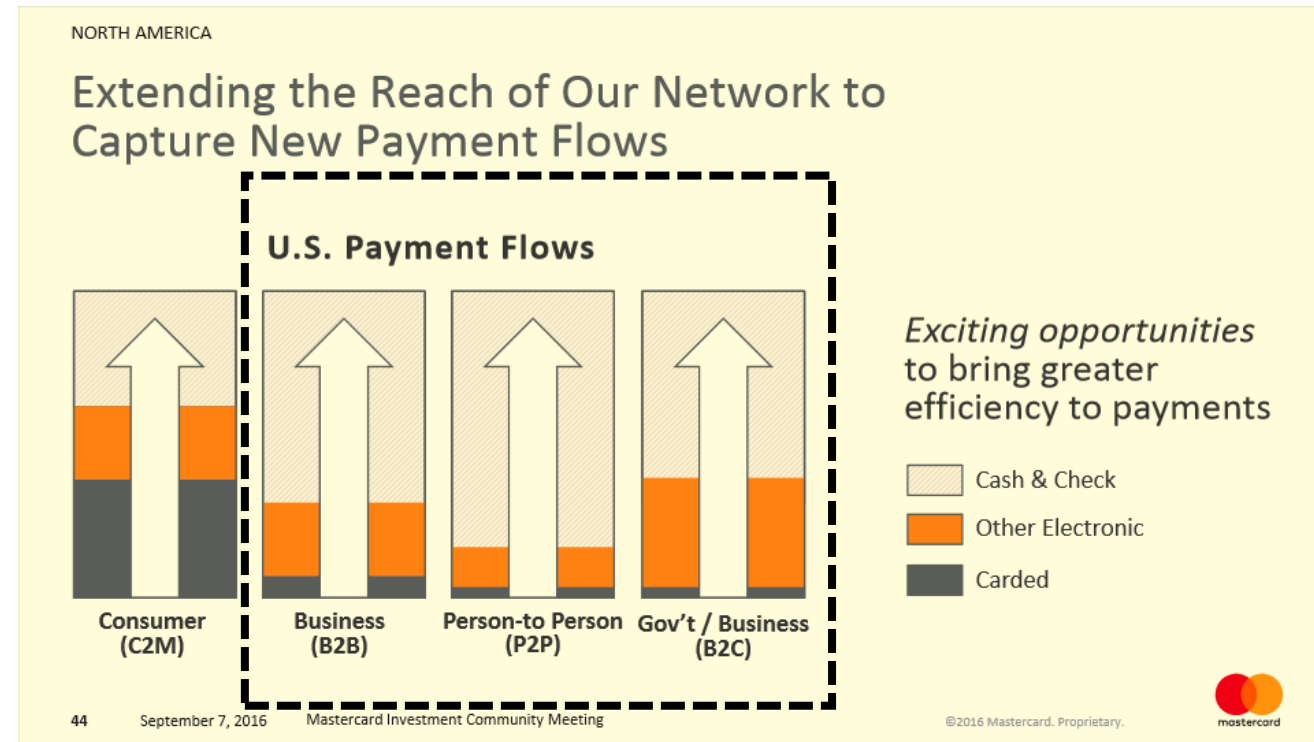 NORTH AMERICA
Extending the Reach of Our Network to
Capture New Payment Flows
U.S. Payment Flows
Consumer
(C2M)
Business
(B2B)
Person-to Person
(P2P)
Gov't / Business
(B2C)
Exciting opportunities
to bring greater
efficiency to payments
Cash & Check
Other Electronic
Carded
44 September 7, 2016 Mastercard Investment Community Meeting ©2016 Mastercard. Proprietary.
mastercard